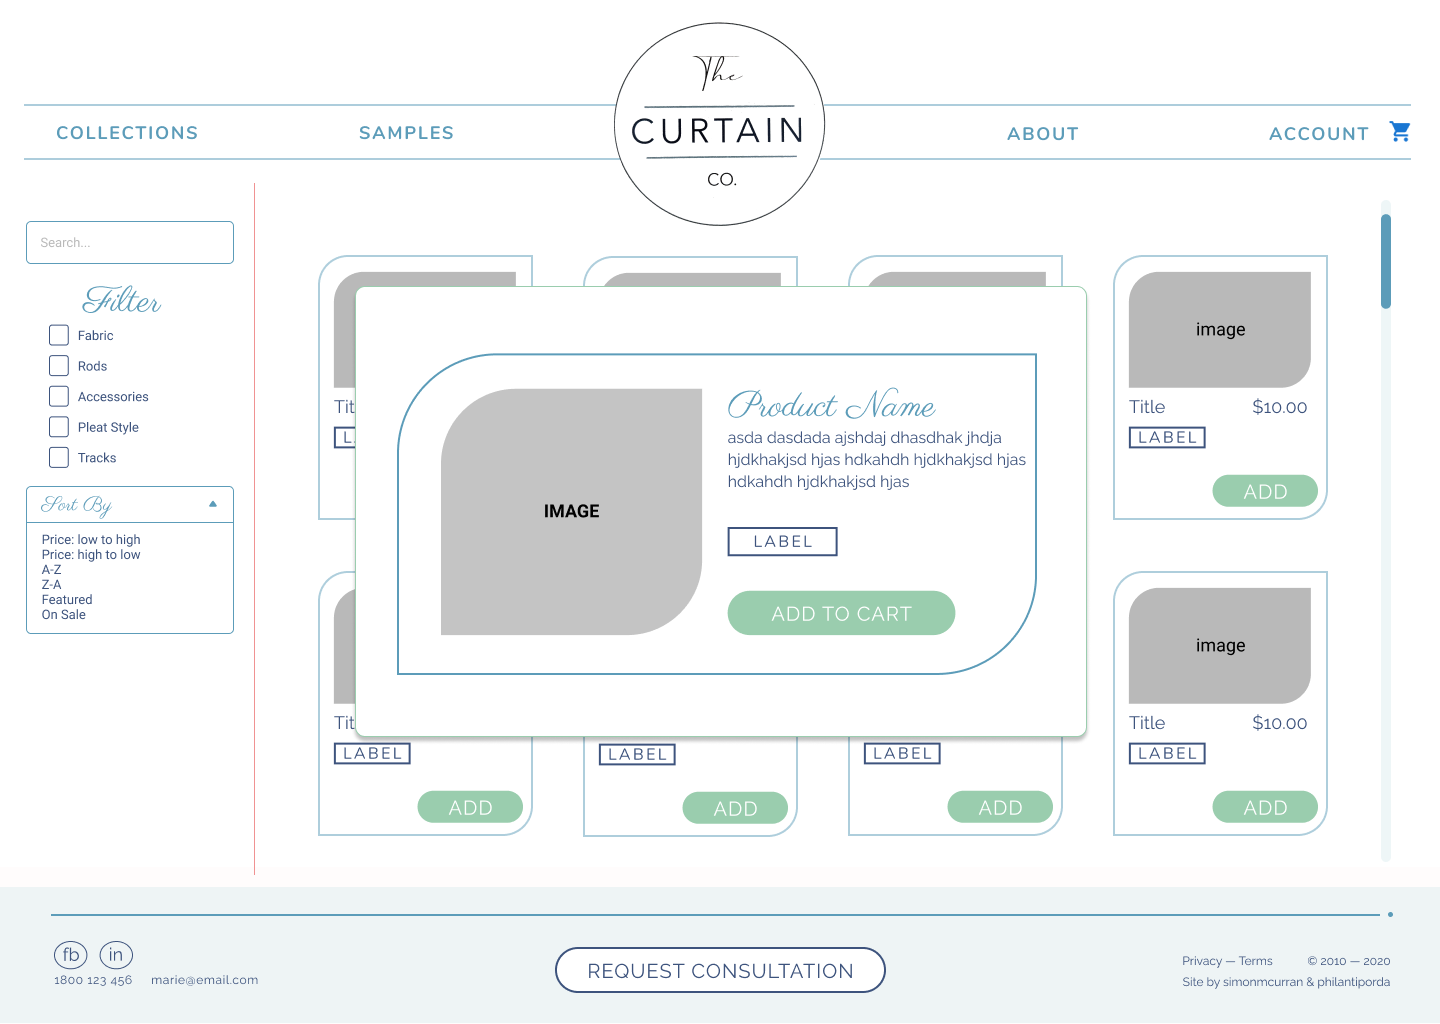 The
CURTAIN
CO.
COLLECTIONS
SAMPLES
ABOUT
ACCOUNT
Search...
Filter
Fabric
Rods
Accessories
Pleat Style
Tracks
Sort By
Price: low to high
Price: high to low
A-Z
Z-A
Featured
On Sale
Tit
L
image
Title $10.00
LABEL
ADD
IMAGE
Product Name
asda dasdada ajshdaj dhasdhak jhdja
hjdkhakjsd hjas hdkahdh hjdkhakjsd hjas
hdkahdh hjdkhakjsd hjas
LABEL
ADD TO CART
Tit
LABEL
ADD
LABEL
ADD
LABEL
ADD
image
Title $10.00
LABEL
ADD
fb in
1800 123 456 marie@email.com
REQUEST CONSULTATION
Privacy — Terms © 2010 — 2020
Site by simonmcurran & philantiporda